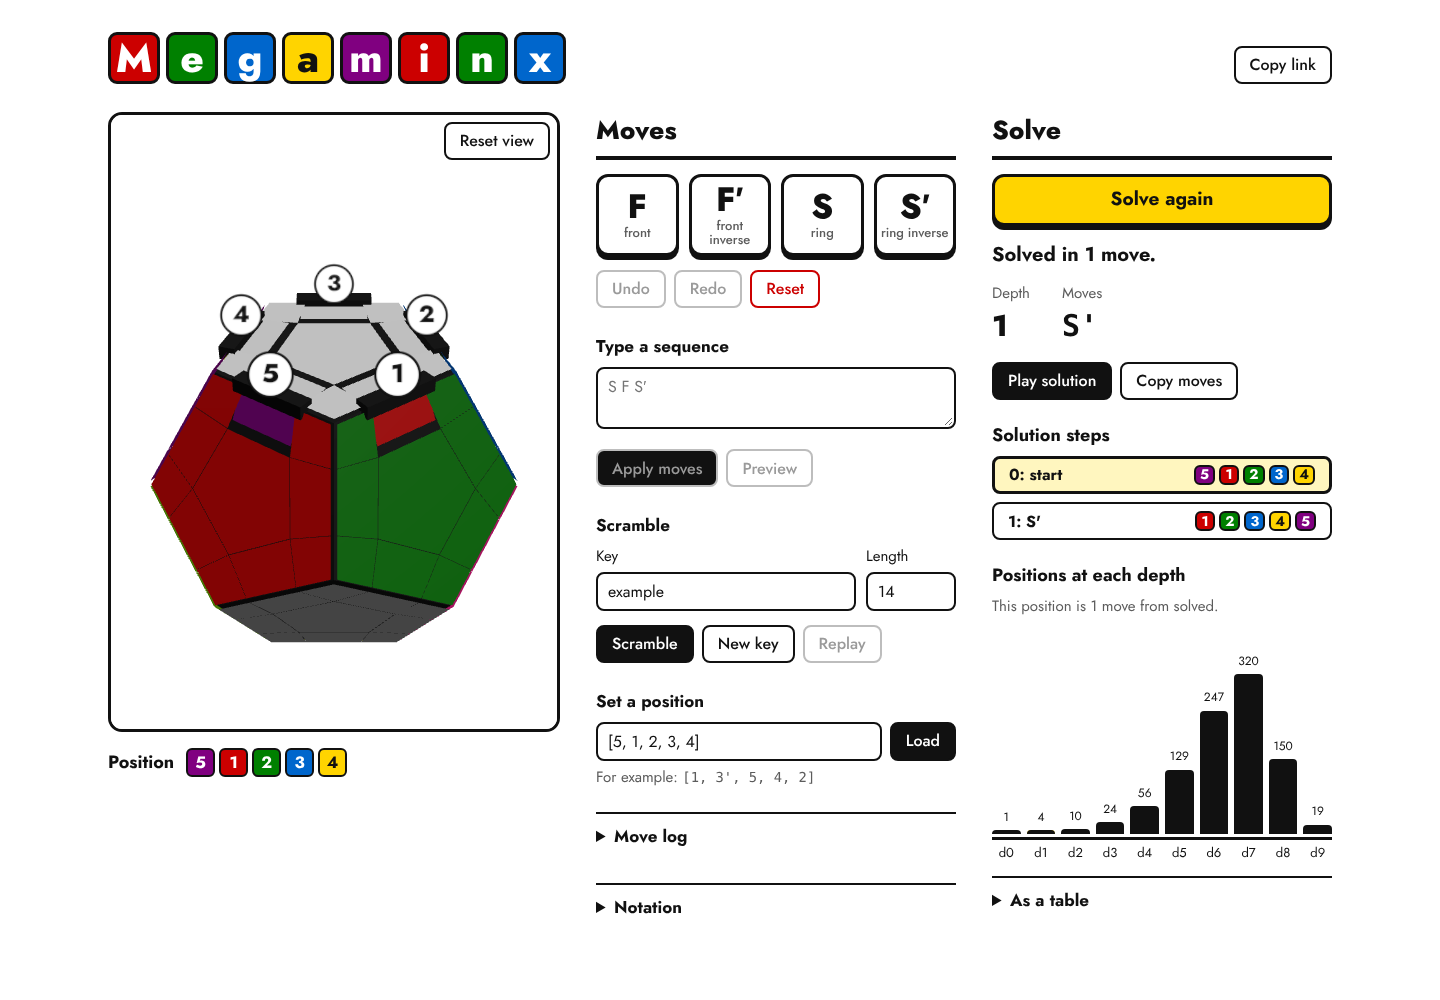 Megaminx
Copy link
Reset view
3
4
2
5
1
Position 5 1 2 3 4
Moves
F
front
F'
front
inverse
S
ring
S'
ring inverse
Undo Redo Reset
Type a sequence
S F S'
Apply moves Preview
Scramble
Key Length
example 14
Scramble New key Replay
Set a position
[5, 1, 2, 3, 4] Load
For example: [1, 3', 5, 4, 2]
Move log
Notation
Solve
Solve again
Solved in 1 move.
Depth Moves
1 S'
Play solution Copy moves
Solution steps
0: start 5 1 2 3 4
1: S' 1 2 3 4 5
Positions at each depth
This position is 1 move from solved.
1 4 10 24 56 129 247 320 150 19
d0 d1 d2 d3 d4 d5 d6 d7 d8 d9
As a table